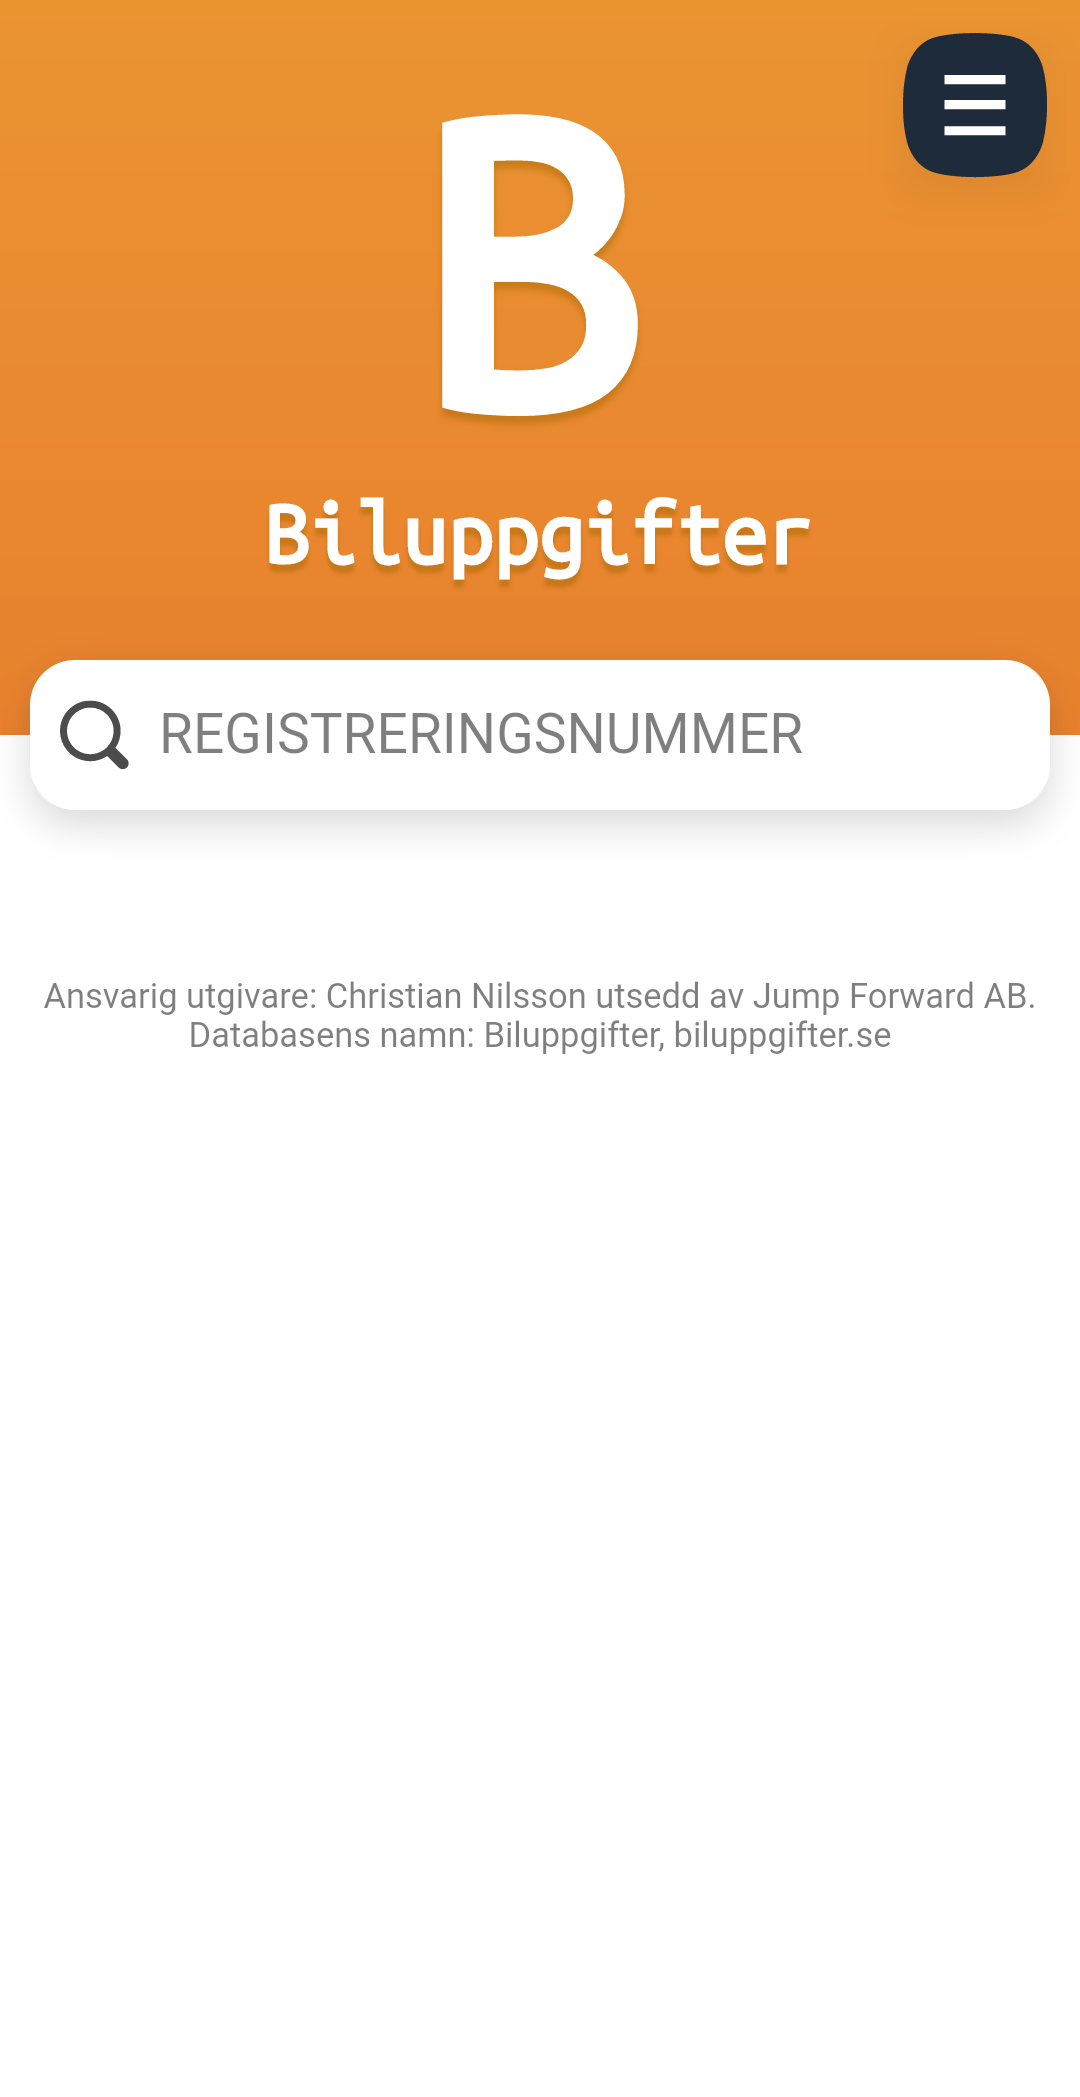 B
Biluppgifter
REGISTRERINGSNUMMER
Ansvarig utgivare: Christian Nilsson utsedd av Jump Forward AB.
Databasens namn: Biluppgifter, biluppgifter.se